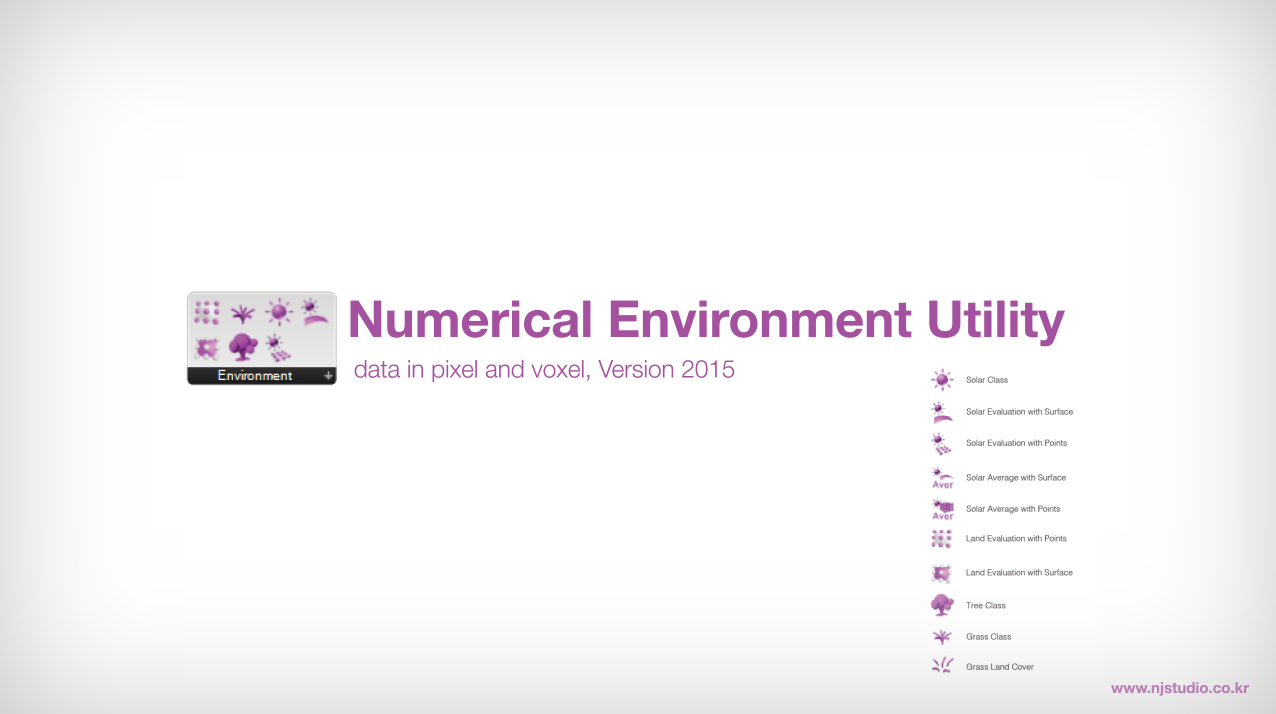 Numerical Environment Utility
data in pixel and voxel, Version 2015
Environment
Solar Class
Solar Evaluation with Surface
Solar Evaluation with Points
Aver
Solar Average with Surface
Aver
Solar Average with Points
Land Evaluation with Points
Land Evaluation with Surface
Tree Class
Grass Class
Grass Land Cover
www.njstudio.co.kr